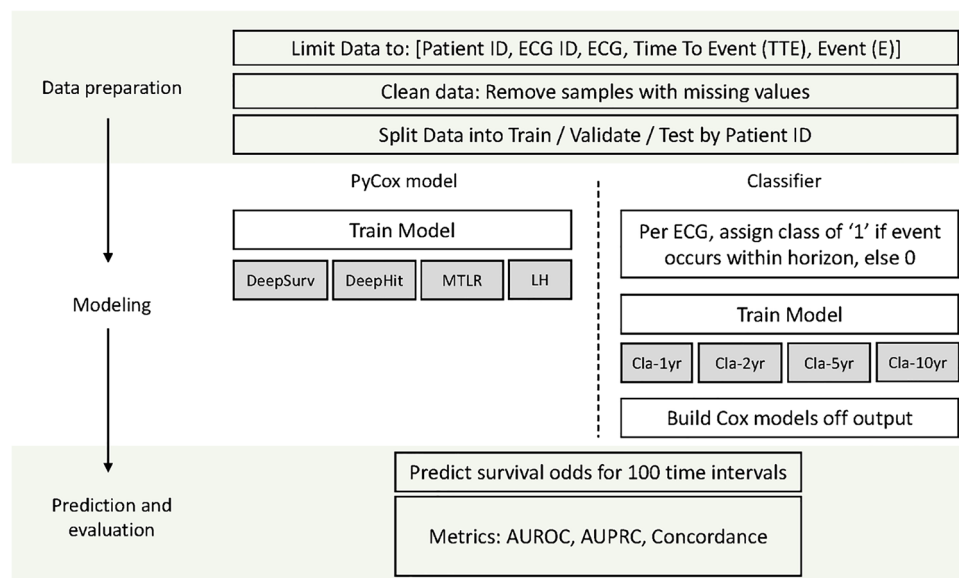 Limit Data to: [Patient ID, ECG ID, ECG, Time To Event (TTE), Event (E)]
Data preparation
Clean data: Remove samples with missing values
Split Data into Train / Validate / Test by Patient ID
PyCox model
Classifier
Train Model
DeepSurv
DeepHit
MTLR
LH
Per ECG, assign class of ‘1’ if event
occurs within horizon, else 0
Modeling
Train Model
Cla-1yr
Cla-2yr
Cla-5yr
Cla-10yr
Build Cox models off output
Prediction and
evaluation
Predict survival odds for 100 time intervals
Metrics: AUROC, AUPRC, Concordance